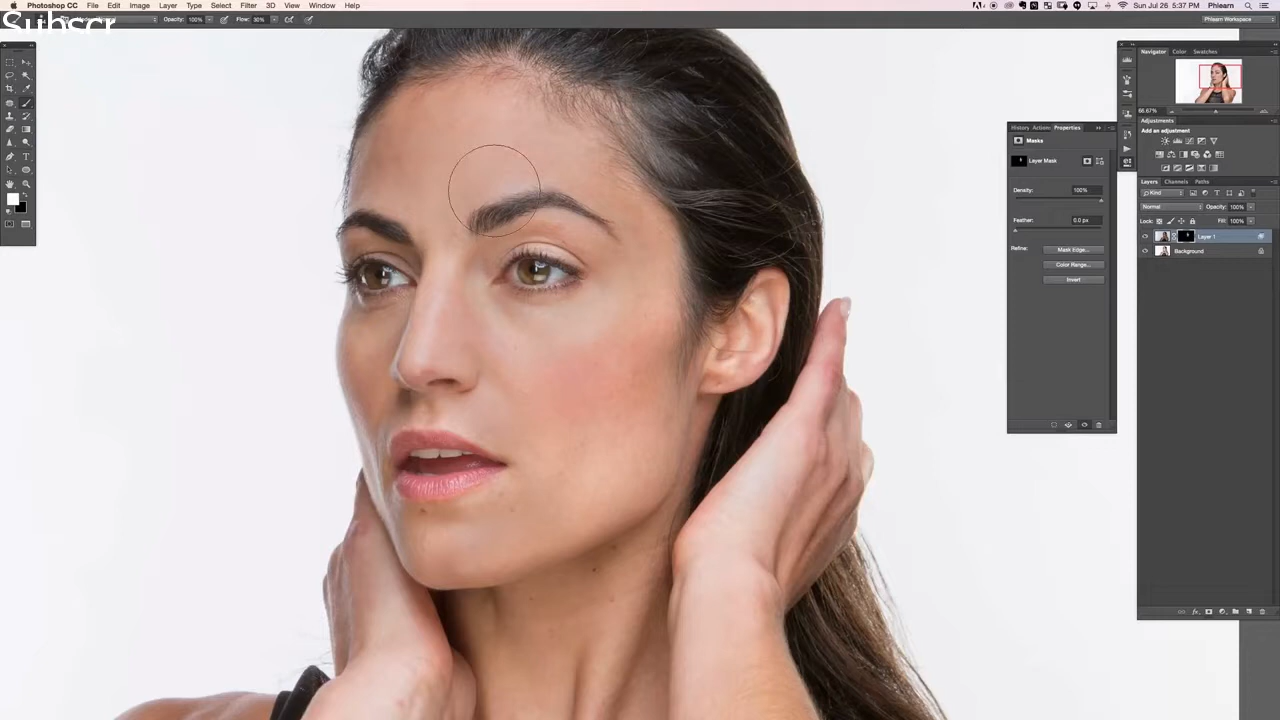 Photoshop CC File Edit Image Layer Type Select Filter 3D View Window Help
Sun Jul 26 5:37 PM Phlearn
Subscr
Opacity: 100% Flow: 30%
Phlearn Workspace
Navigator Color Swatches
66.67%
Adjustments
Add an adjustment
History Actions Properties
Masks
Layer Mask
Density: 100%
Feather: 0.0 px
Refine: Mask Edge...
Color Range...
Invert
Layers Channels Paths
Kind
Normal Opacity: 100%
Lock: Fill: 100%
Layer 1
Background